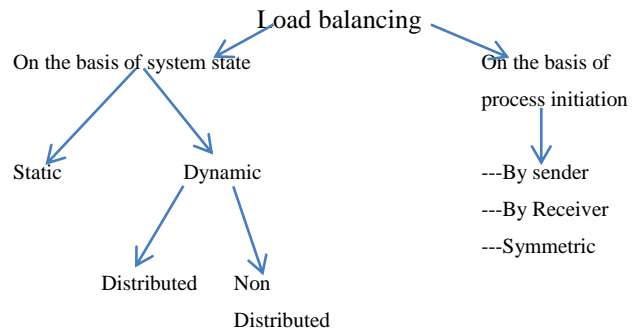 Load balancing
On the basis of system state
On the basis of
process initiation
Static
Dynamic
---By sender
---By Receiver
---Symmetric
Distributed
Non
Distributed